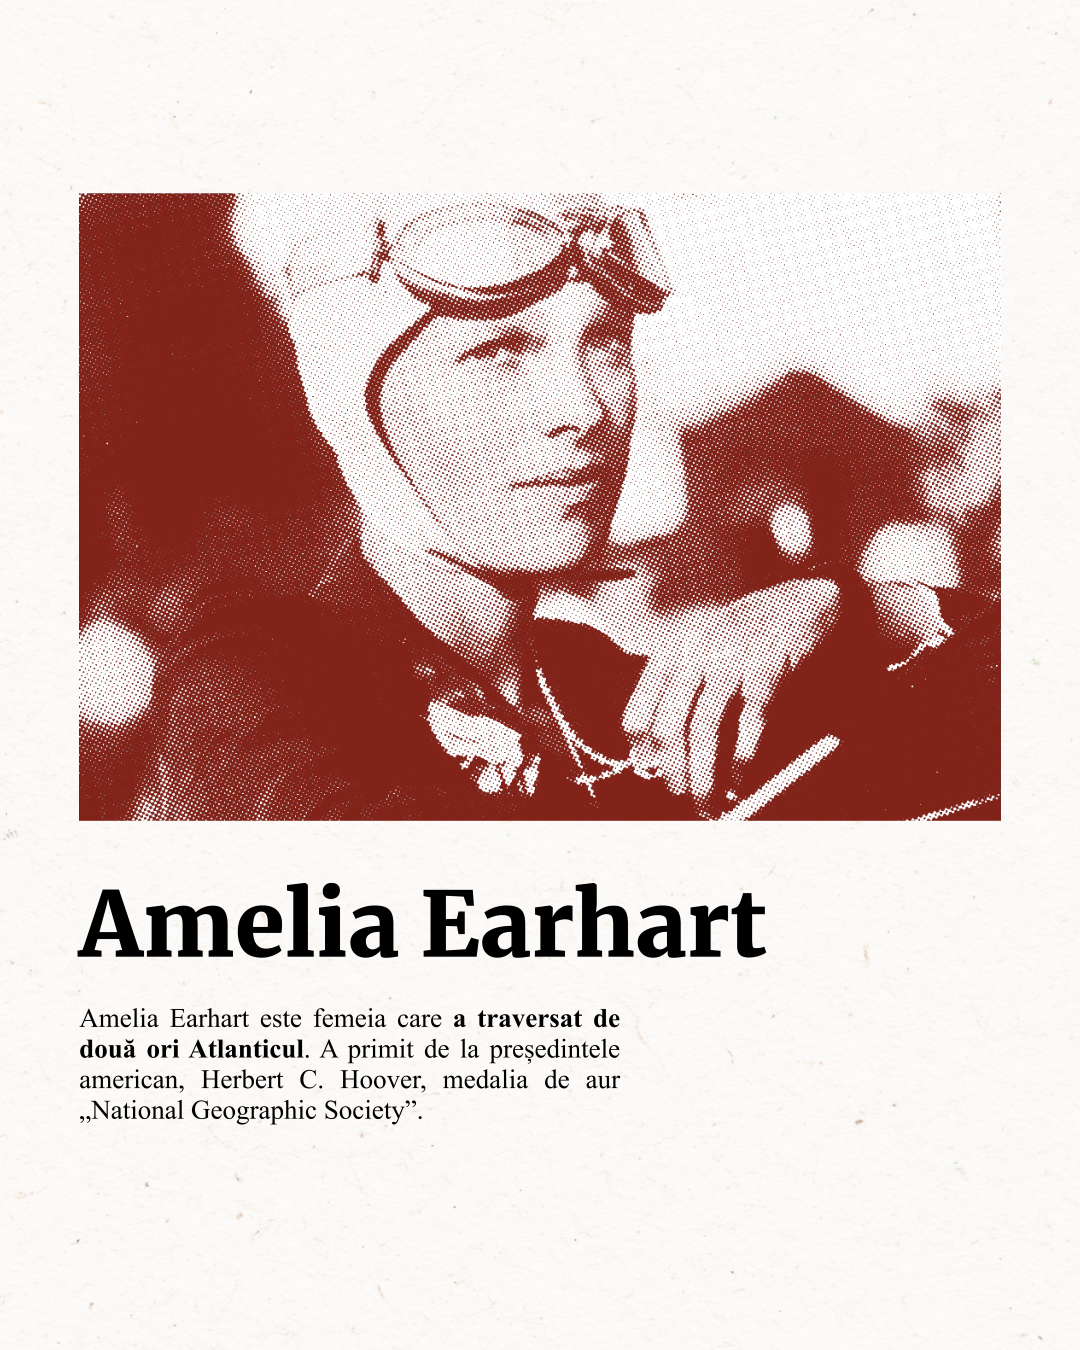 Amelia Earhart
Amelia Earhart este femeia care a traversat de
două ori Atlanticul. A primit de la președintele
american, Herbert C. Hoover, medalia de aur
„National Geographic Society”.